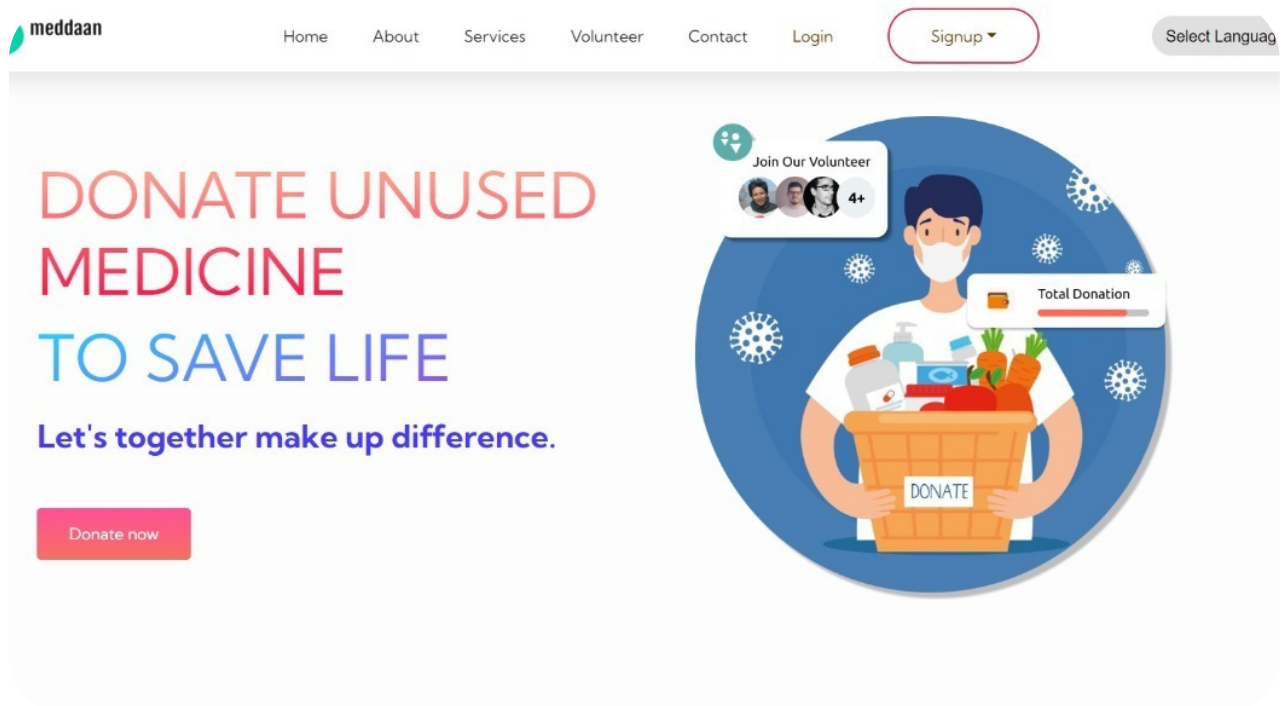 meddaan
Home About Services Volunteer Contact Login Signup Select Languag
DONATE UNUSED
MEDICINE
TO SAVE LIFE
Let's together make up difference.
Donate now
Join Our Volunteer
4+
Total Donation
DONATE